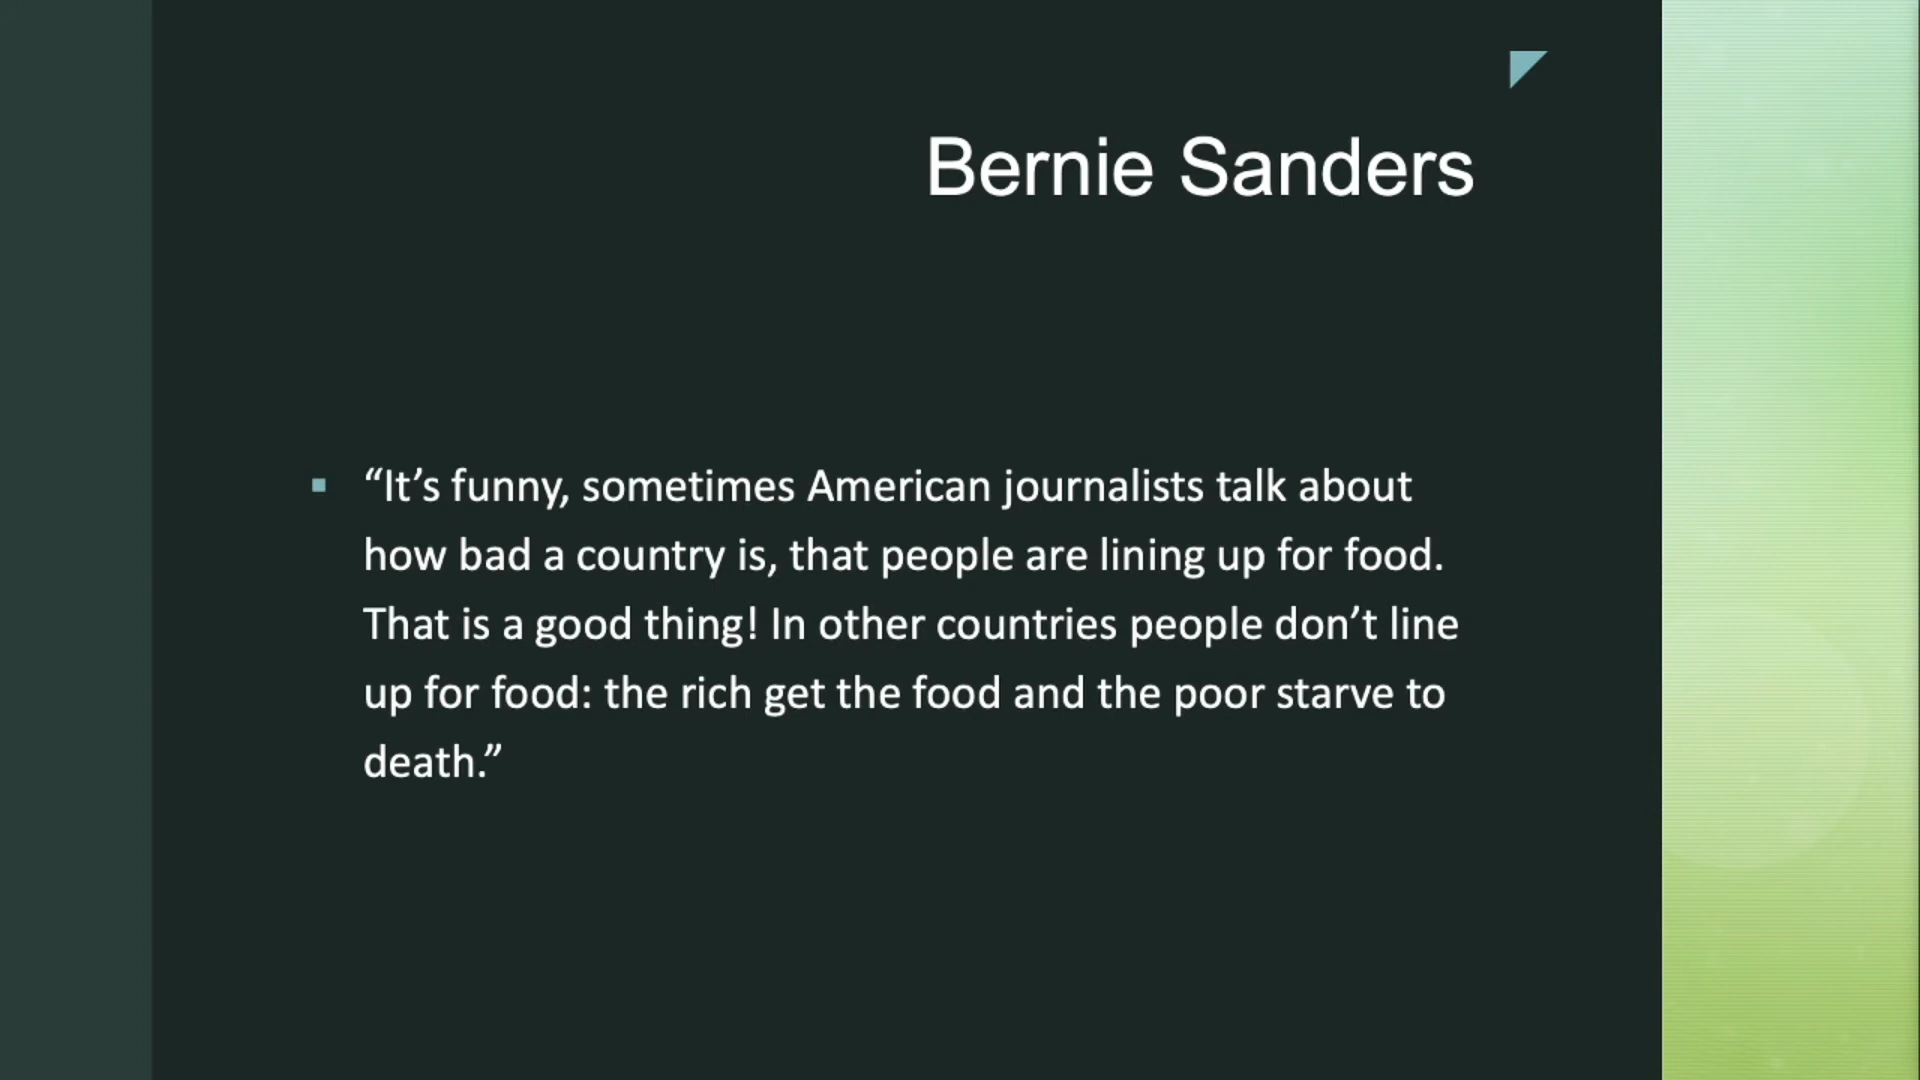 Bernie Sanders
“It’s funny, sometimes American journalists talk about
how bad a country is, that people are lining up for food.
That is a good thing! In other countries people don’t line
up for food: the rich get the food and the poor starve to
death.”